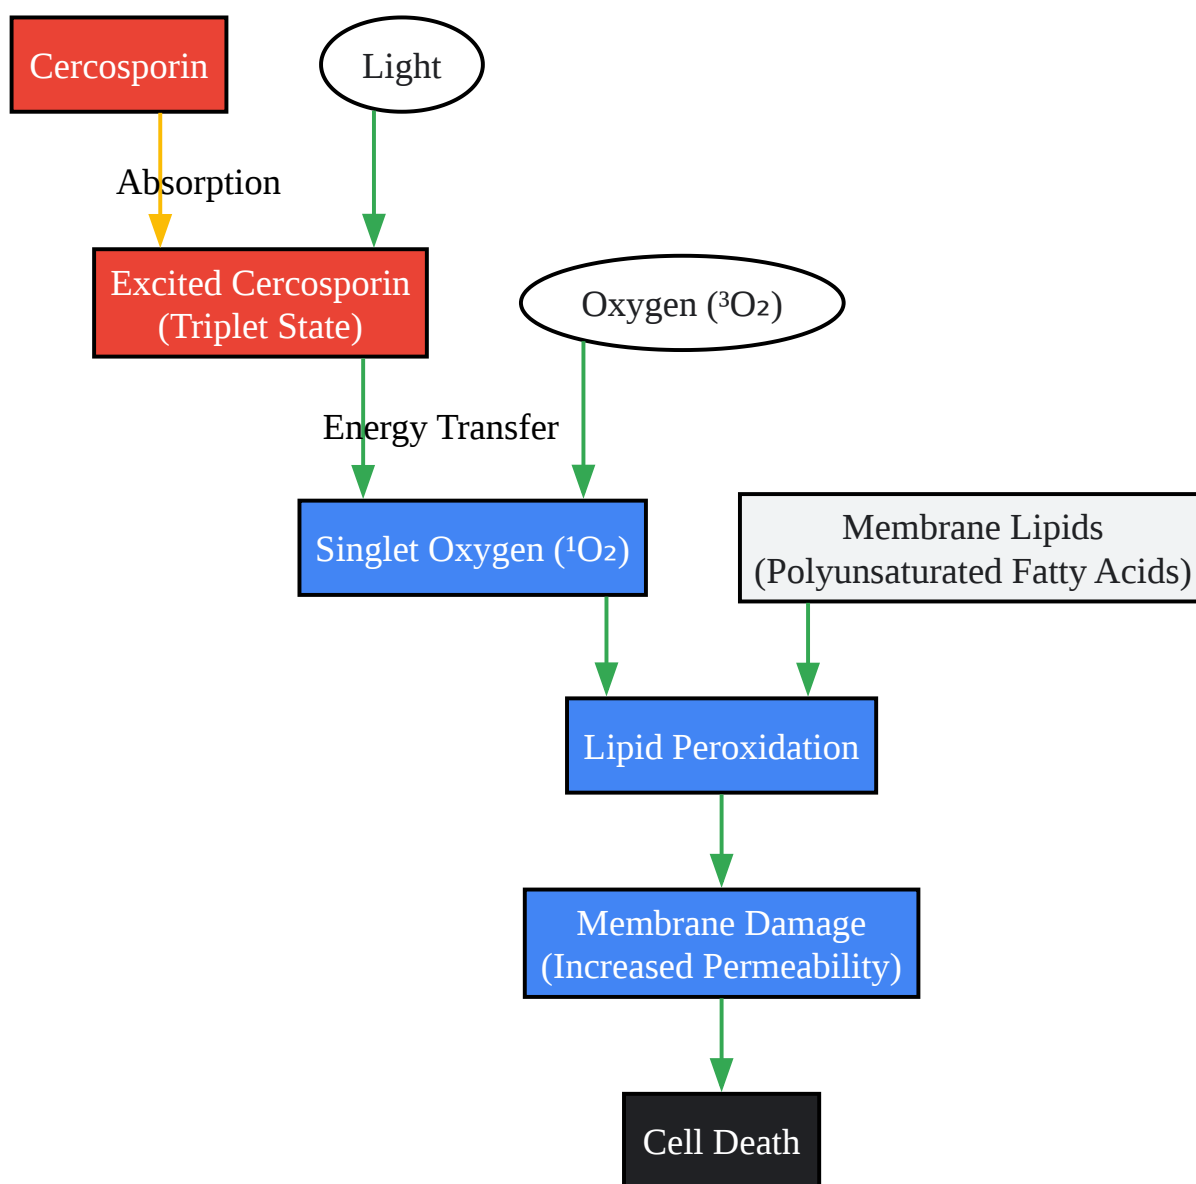 Cercosporin
Light
Absorption
Excited Cercosporin
(Triplet State)
Oxygen (³O₂)
Energy Transfer
Singlet Oxygen (¹O₂)
Membrane Lipids
(Polyunsaturated Fatty Acids)
Lipid Peroxidation
Membrane Damage
(Increased Permeability)
Cell Death